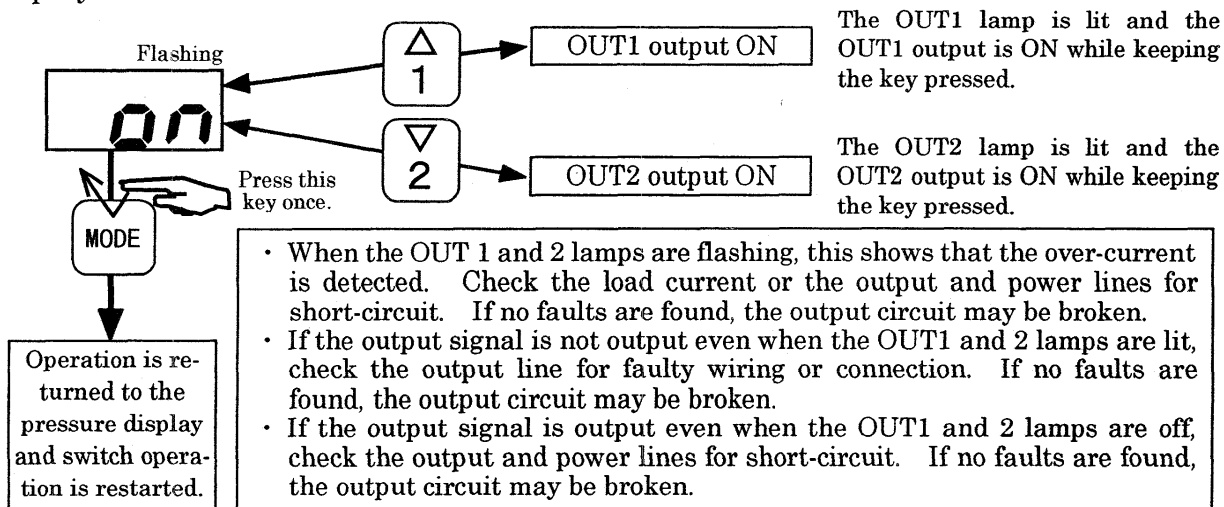 Flashing
on
△
1
OUT1 output ON
The OUT1 lamp is lit and the
OUT1 output is ON while keeping
the key pressed.
▽
2
OUT2 output ON
The OUT2 lamp is lit and the
OUT2 output is ON while keeping
the key pressed.
Press this
key once.
MODE
Operation is re-
turned to the
pressure display
and switch opera-
tion is restarted.
· When the OUT 1 and 2 lamps are flashing, this shows that the over-current
is detected. Check the load current or the output and power lines for
short-circuit. If no faults are found, the output circuit may be broken.
· If the output signal is not output even when the OUT1 and 2 lamps are lit,
check the output line for faulty wiring or connection. If no faults are
found, the output circuit may be broken.
· If the output signal is output even when the OUT1 and 2 lamps are off,
check the output and power lines for short-circuit. If no faults are found,
the output circuit may be broken.